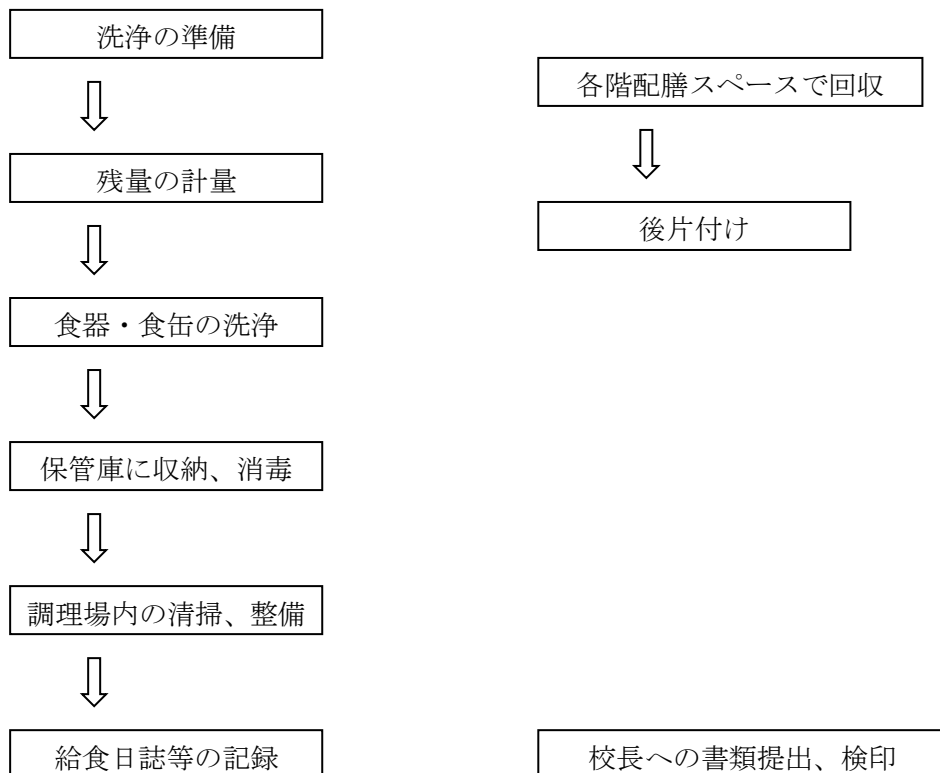 洗浄の準備
各階配膳スペースで回収
残量の計量
後片付け
食器・食缶の洗浄
保管庫に収納、消毒
調理場内の清掃、整備
給食日誌等の記録
校長への書類提出、検印